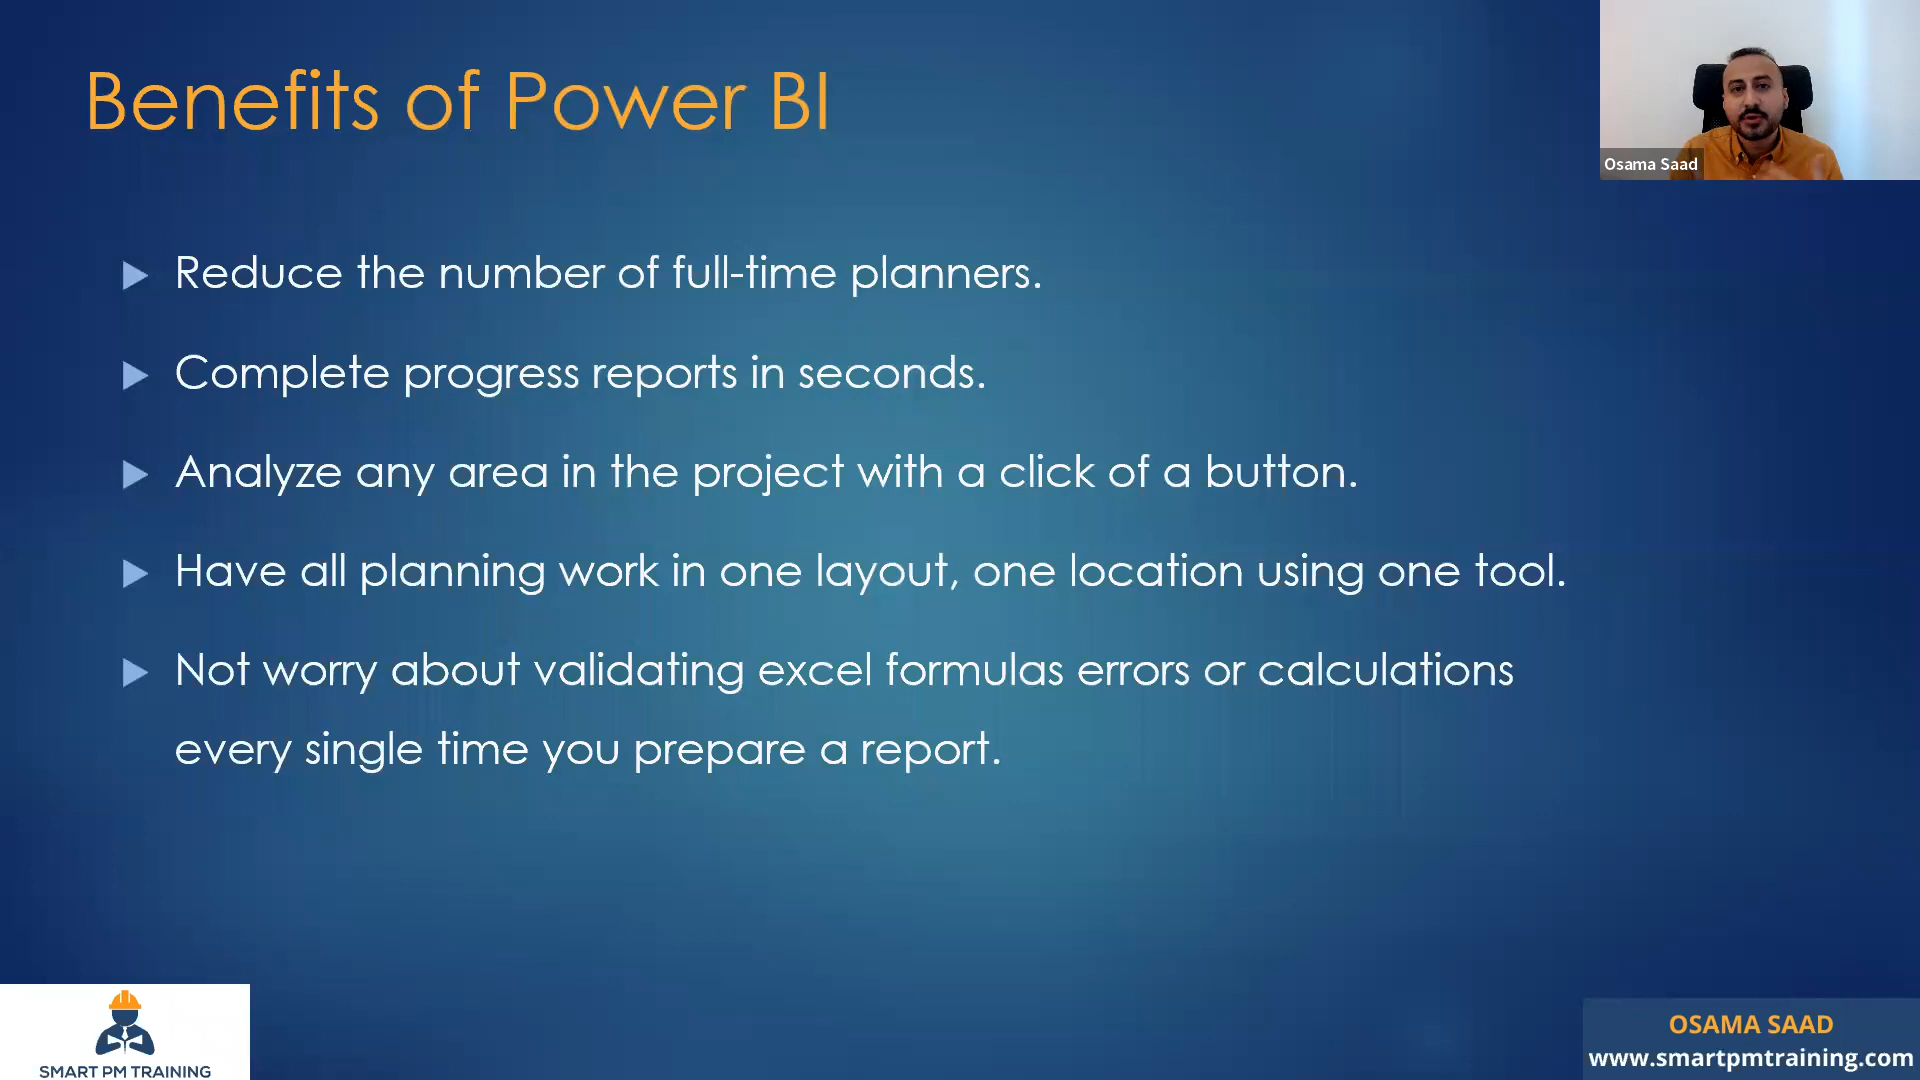 Benefits of Power BI
Osama Saad
Reduce the number of full-time planners.
Complete progress reports in seconds.
Analyze any area in the project with a click of a button.
Have all planning work in one layout, one location using one tool.
Not worry about validating excel formulas errors or calculations
every single time you prepare a report.
SMART PM TRAINING
OSAMA SAAD
www.smartpmtraining.com